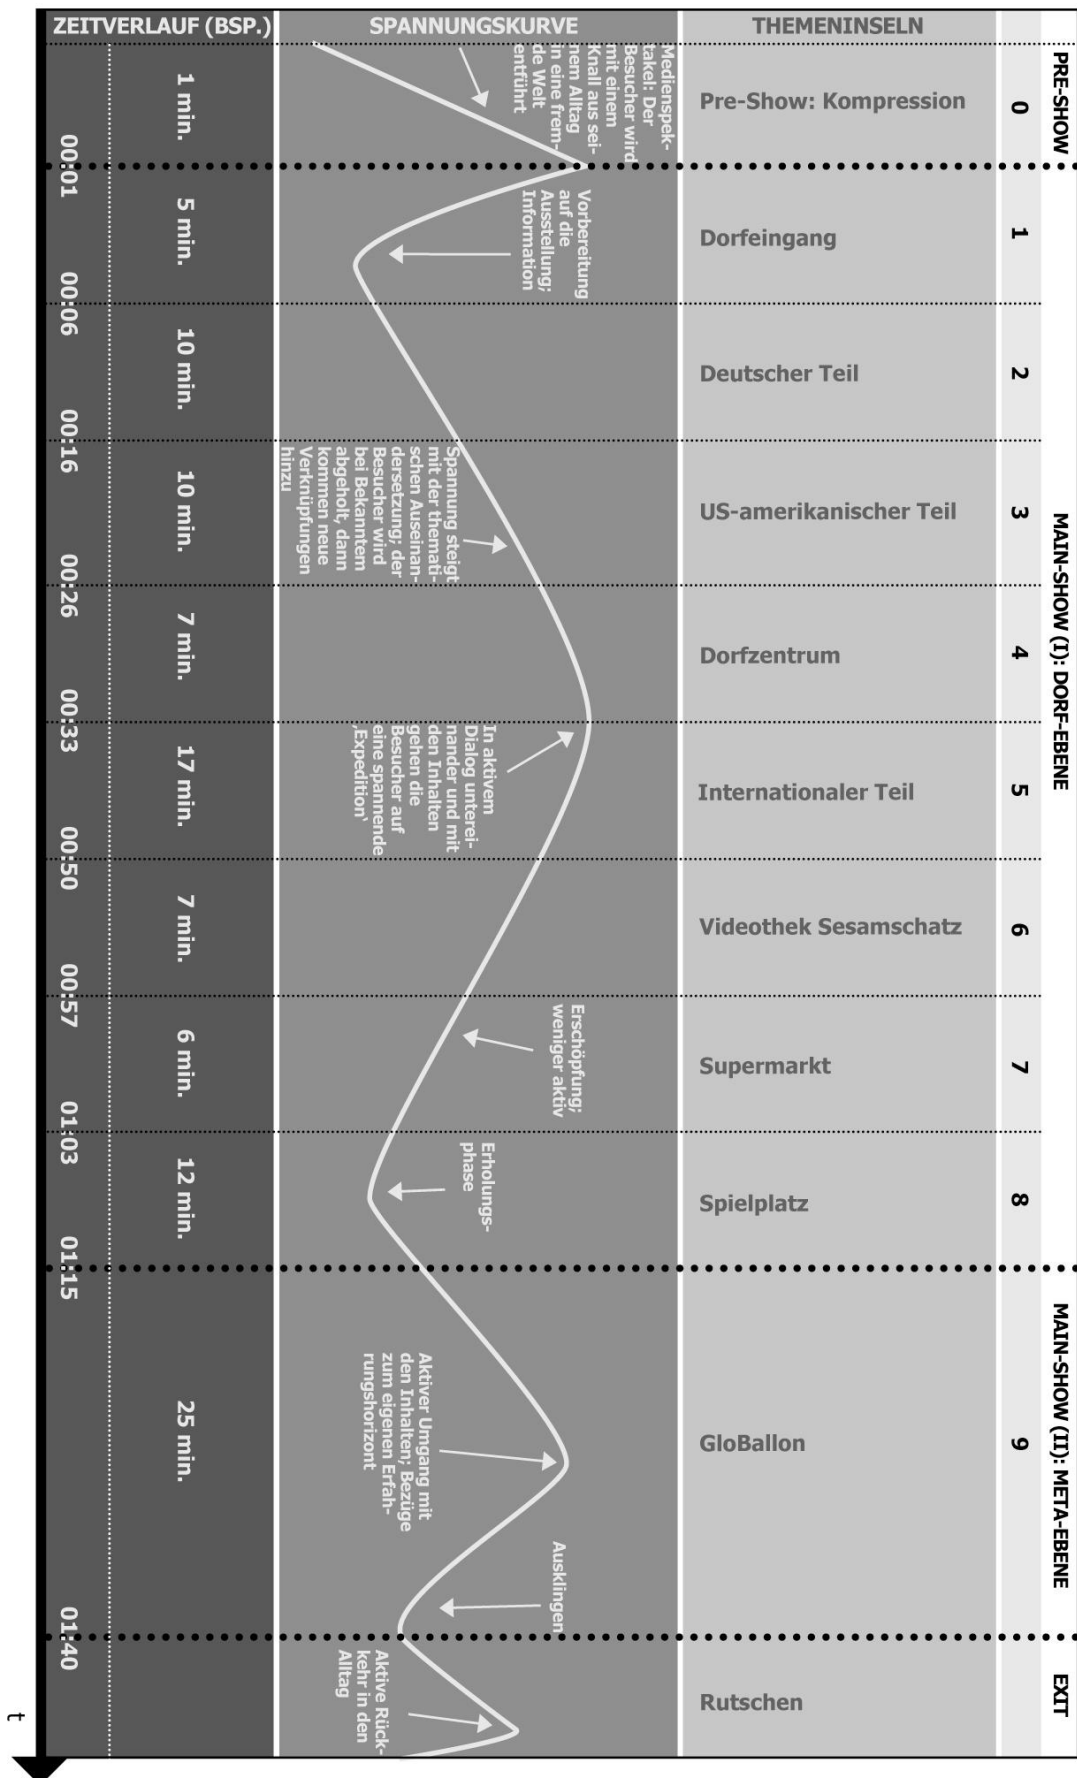 ZEITVERLAUF (BSP.)
SPANNUNGSKURVE
THEMENINSELN
PRE-SHOW
0
Pre-Show: Kompression
Medienspek-
takel: Der
Besucher wird
mit einem
Knall aus sei-
nem Alltag
in eine frem-
de Welt
entführt
1 min.
00:01
MAIN-SHOW (I): DORF-EBENE
1
Dorfeingang
Vorbereitung
auf die
Ausstellung;
Information
5 min.
00:06
2
Deutscher Teil
10 min.
00:16
3
US-amerikanischer Teil
Spannung steigt
mit der themati-
schen Auseinan-
dersetzung; der
Besucher wird
bei Bekanntem
abgeholt, dann
kommen neue
Verknüpfungen
hinzu
10 min.
00:26
4
Dorfzentrum
7 min.
00:33
5
Internationaler Teil
In aktivem
Dialog unterei-
nander und mit
den Inhalten
gehen die
Besucher auf
eine spannende
‚Expedition‘
17 min.
00:50
6
Videothek Sesamschatz
7 min.
00:57
7
Supermarkt
Erschöpfung;
weniger aktiv
6 min.
01:03
8
Spielplatz
Erholungs-
phase
12 min.
01:15
MAIN-SHOW (II): META-EBENE
9
GloBallon
Aktiver Umgang mit
den Inhalten; Bezüge
zum eigenen Erfah-
rungshorizont
Ausklingen
25 min.
01:40
EXIT
Rutschen
Aktive Rück-
kehr in den
Alltag
t